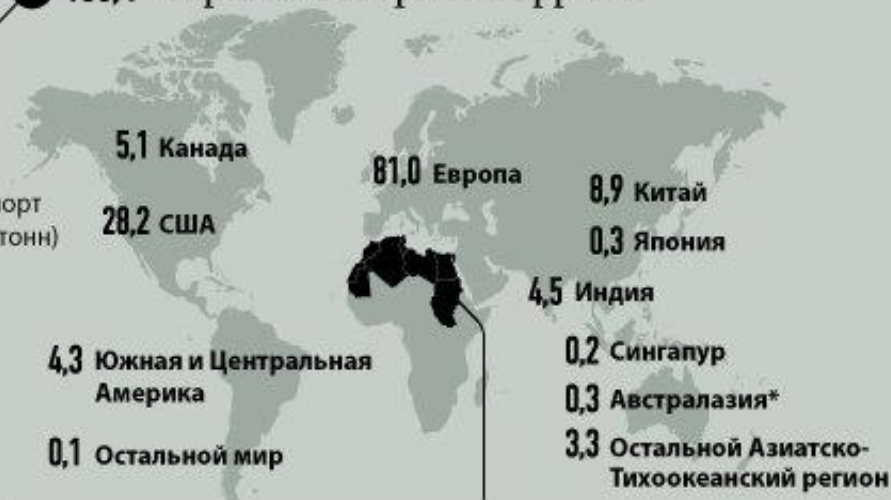 5,1 Канада
81,0 Европа
8,9 Китай
орт
28,2 США
тонн)
0,3 Япония
4,5 Индия
4,3 Южная и Центральная
Америка
0,2 Сингапур
0,3 Австралазия*
0,1 Остальной мир
3,3 Остальной Азиатско-
Тихоокеанский регион